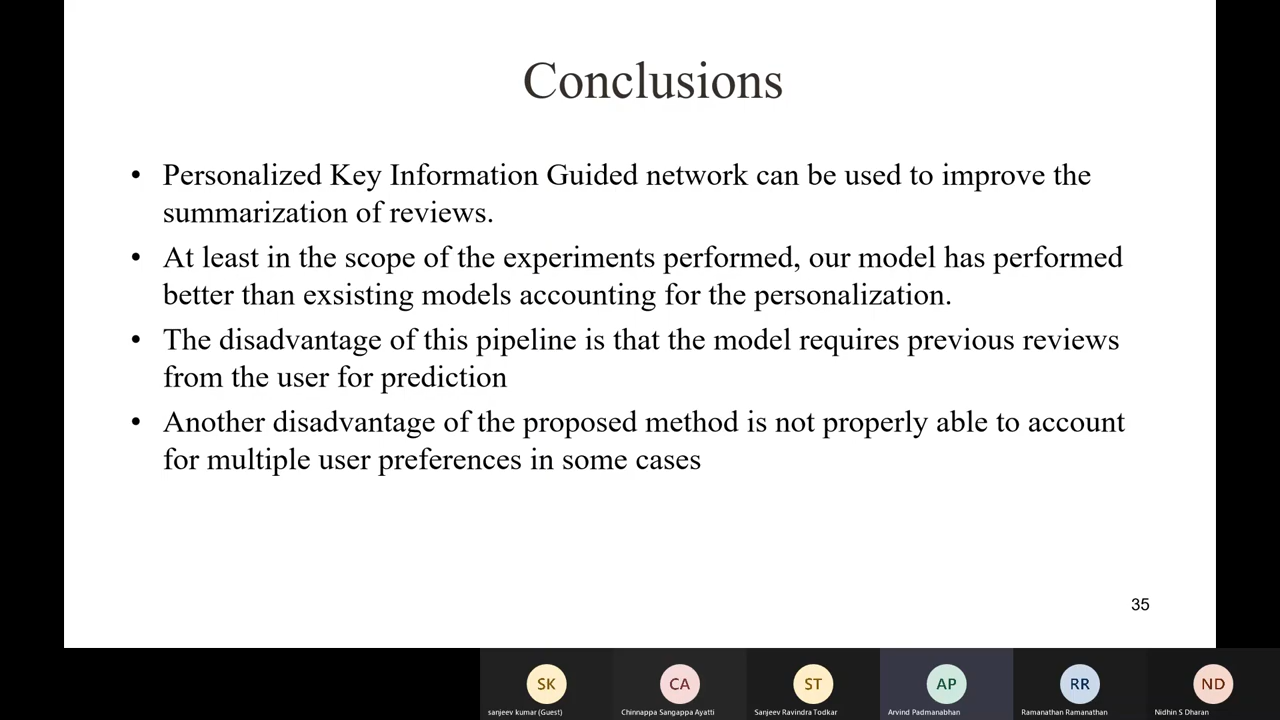 Conclusions
• Personalized Key Information Guided network can be used to improve the
summarization of reviews.
• At least in the scope of the experiments performed, our model has performed
better than exsisting models accounting for the personalization.
• The disadvantage of this pipeline is that the model requires previous reviews
from the user for prediction
• Another disadvantage of the proposed method is not properly able to account
for multiple user preferences in some cases
35
SK CA ST AP RR ND
sanjeev kumar (Guest) Chinnappa Sangappa Ayatti Sanjeev Ravindra Todkar Arvind Padmanabhan Ramanathan Ramanathan Nidhin S Dharan